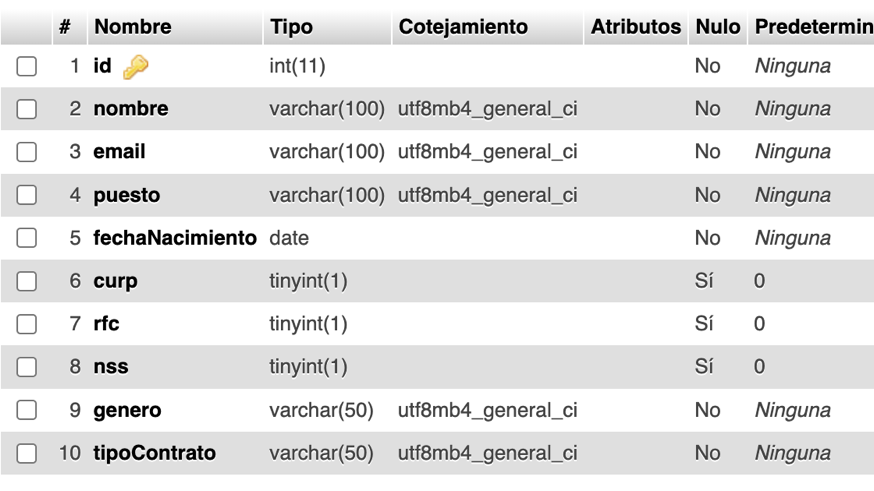 # Nombre Tipo Cotejamiento Atributos Nulo Predetermin
1 id int(11) No Ninguna
2 nombre varchar(100) utf8mb4_general_ci No Ninguna
3 email varchar(100) utf8mb4_general_ci No Ninguna
4 puesto varchar(100) utf8mb4_general_ci No Ninguna
5 fechaNacimiento date No Ninguna
6 curp tinyint(1) Sí 0
7 rfc tinyint(1) Sí 0
8 nss tinyint(1) Sí 0
9 genero varchar(50) utf8mb4_general_ci No Ninguna
10 tipoContrato varchar(50) utf8mb4_general_ci No Ninguna